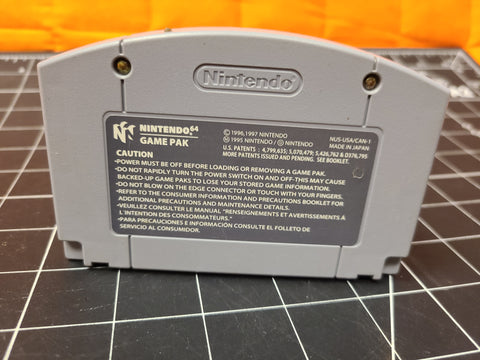 Nintendo
NINTENDO 64
GAME PAK
© 1996, 1997 NINTENDO
Ⓜ 1995 NINTENDO /
NUS-USA/CAN-1
MADE IN JAPAN
U.S. PATENTS : 4,799,635; 5,070,479; 5,426,762 & D376,795
MORE PATENTS ISSUED AND PENDING. SEE BOOKLET.
CAUTION
•POWER MUST BE OFF BEFORE LOADING OR REMOVING A GAME PAK.
•DO NOT RAPIDLY TURN THE POWER SWITCH ON AND OFF-THIS MAY CAUSE
BACKED-UP GAME PAKS TO LOSE YOUR STORED GAME INFORMATION.
•DO NOT BLOW ON THE EDGE CONNECTOR OR TOUCH WITH YOUR FINGERS.
•REFER TO THE CONSUMER INFORMATION AND PRECAUTIONS BOOKLET FOR
ADDITIONAL PRECAUTIONS AND MAINTENANCE DETAILS.
•VEUILLEZ CONSULTER LE MANUEL "RENSEIGNEMENTS ET AVERTISSEMENTS Á
L'INTENTION DES CONSOMMATEURS."
•PARA PRECAUCIONES E INFORMACIÓN CONSULTE EL FOLLETO DE
SERVICIO AL CONSUMIDOR.